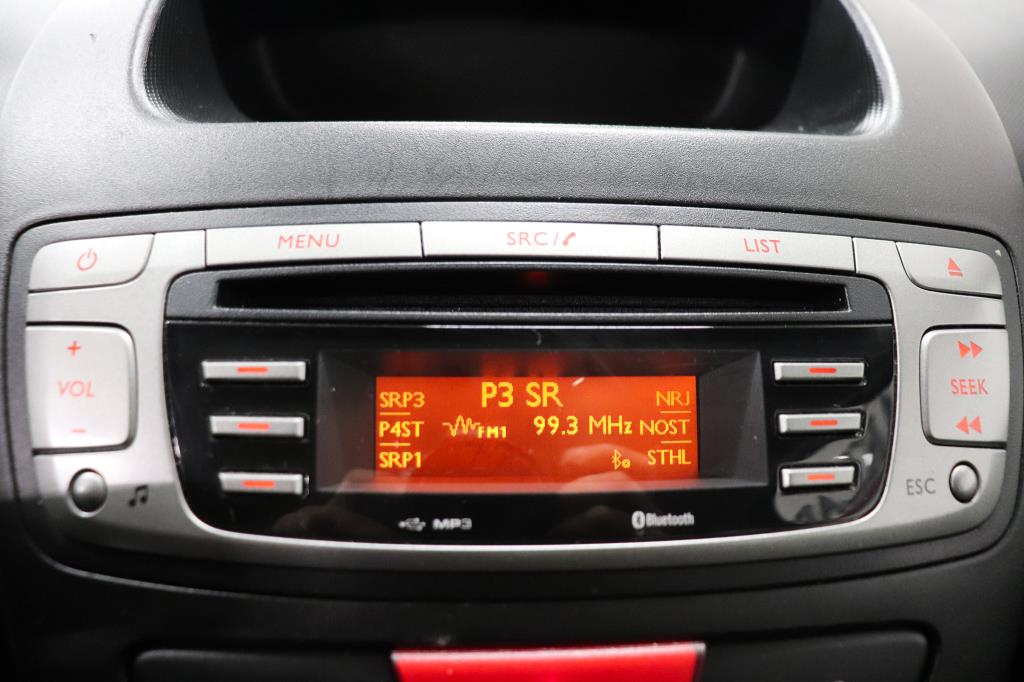 MENU
SRC/
LIST
+
VOL
-
SEEK
SRP3
P3 SR
NRJ
P4ST
FM1
99.3 MHz
NOST
SRP1
STHL
ESC
MP3
Bluetooth